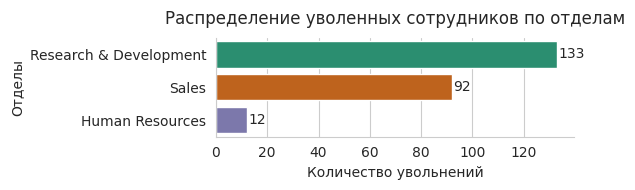 Распределение уволенных сотрудников по отделам
Отделы
Research & Development
133
Sales
92
Human Resources
12
0 20 40 60 80 100 120
Количество увольнений